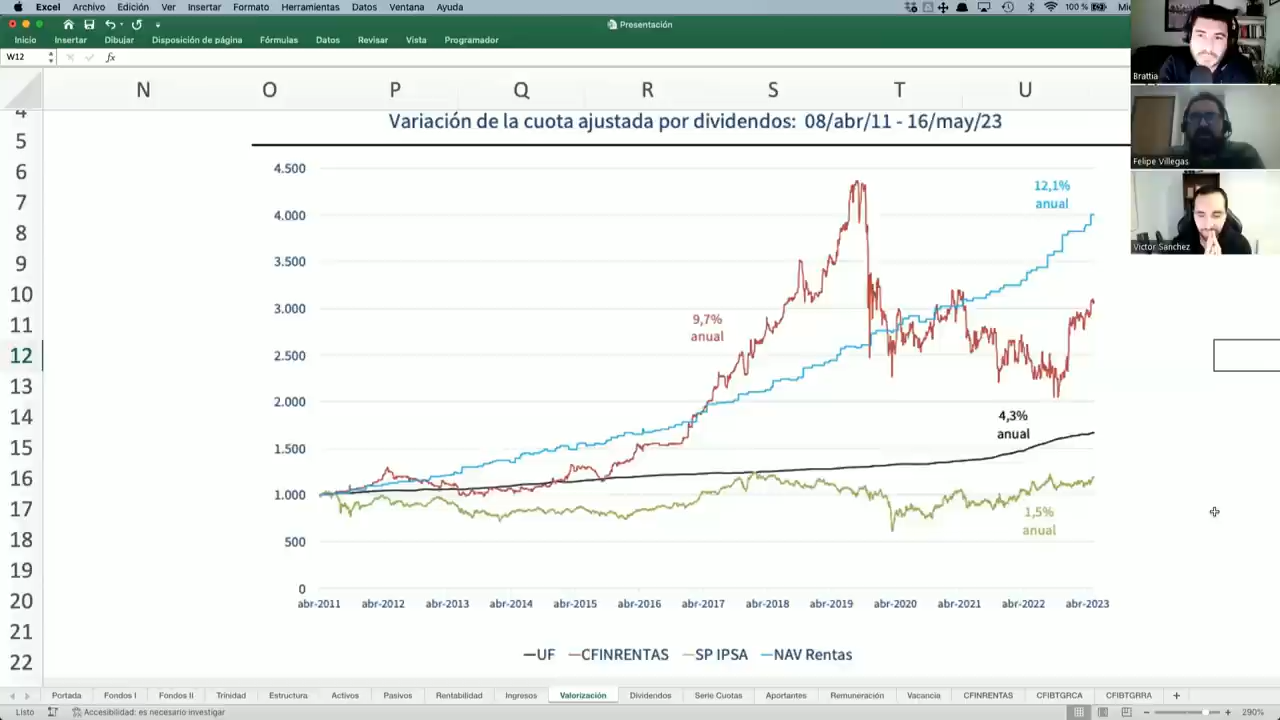 Excel Archivo Edición Ver Insertar Formato Herramientas Datos Ventana Ayuda 100 %
Presentación
Inicio Insertar Dibujar Disposición de página Fórmulas Datos Revisar Vista Programador
W12 fx
N O P Q R S T U
Variación de la cuota ajustada por dividendos: 08/abr/11 - 16/may/23
4
5
6
7
8
9
10
11
12
13
14
15
16
17
18
19
20
21
22
4.500
4.000
3.500
3.000
2.500
2.000
1.500
1.000
500
0
12,1%
anual
9,7%
anual
4,3%
anual
1,5%
anual
abr-2011 abr-2012 abr-2013 abr-2014 abr-2015 abr-2016 abr-2017 abr-2018 abr-2019 abr-2020 abr-2021 abr-2022 abr-2023
UF CFINRENTAS SP IPSA NAV Rentas
Brattia
Felipe Villegas
Victor Sanchez
Portada Fondos I Fondos II Trinidad Estructura Activos Pasivos Rentabilidad Ingresos Valorización Dividendos Serie Cuotas Aportantes Remuneración Vacancia CFINRENTAS CFIBTGRCA CFIBTGRRA +
Listo Accesibilidad: es necesario investigar 290%